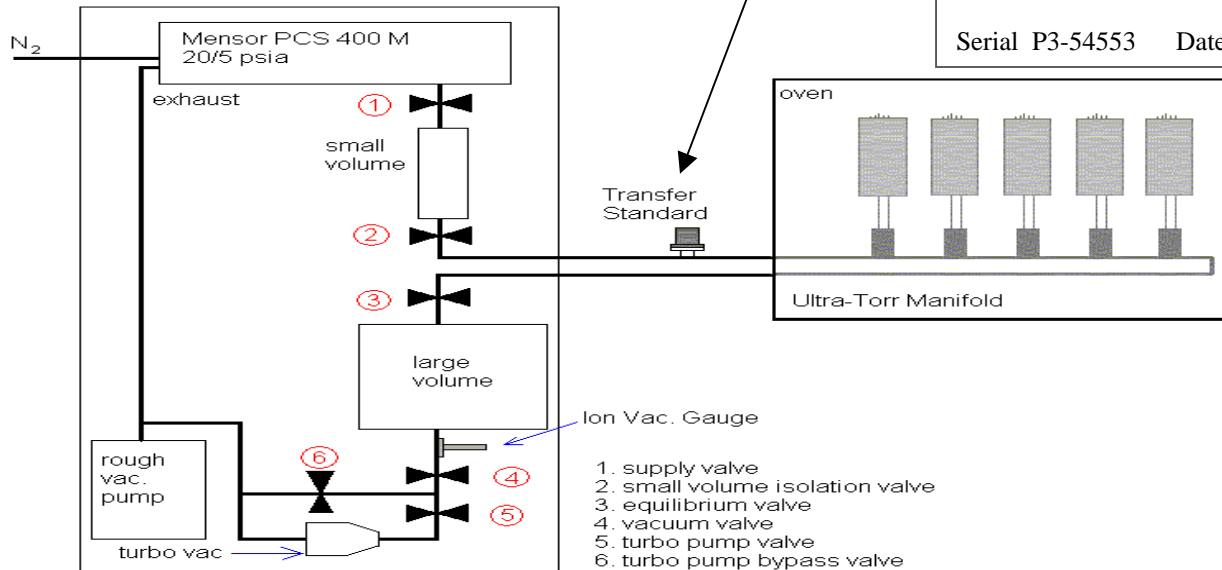 Serial P3-54553 Date
N2
Mensor PCS 400 M
20/5 psia
exhaust
1
small
volume
2
Transfer
Standard
oven
3
Ultra-Torr Manifold
large
volume
Ion Vac. Gauge
rough
vac.
pump
6
4
5
turbo vac
1. supply valve
2. small volume isolation valve
3. equilibrium valve
4. vacuum valve
5. turbo pump valve
6. turbo pump bypass valve